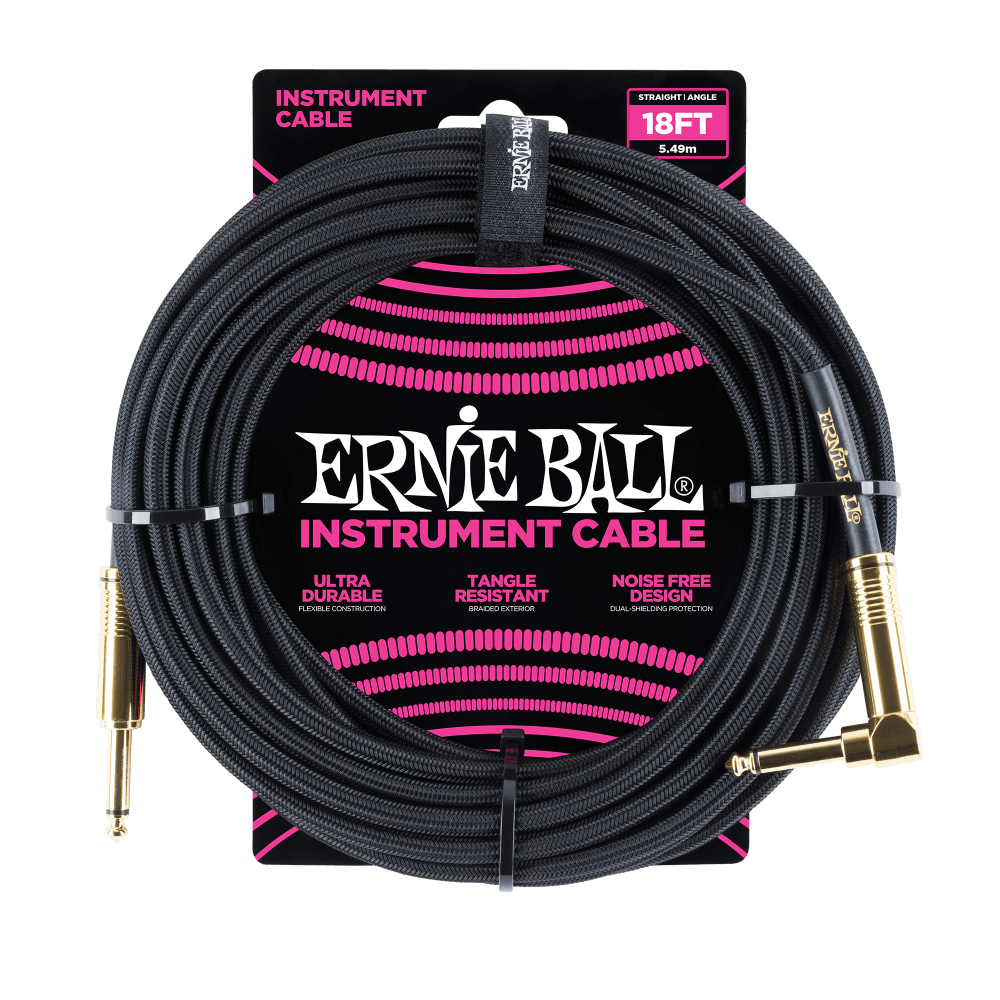 INSTRUMENT
CABLE
STRAIGHT | ANGLE
18FT
5.49m
ERNIE BALL
ERNIE BALL®
ERNIE BALL®
INSTRUMENT CABLE
ULTRA
DURABLE
FLEXIBLE CONSTRUCTION
TANGLE
RESISTANT
BRAIDED EXTERIOR
NOISE FREE
DESIGN
DUAL-SHIELDING PROTECTION